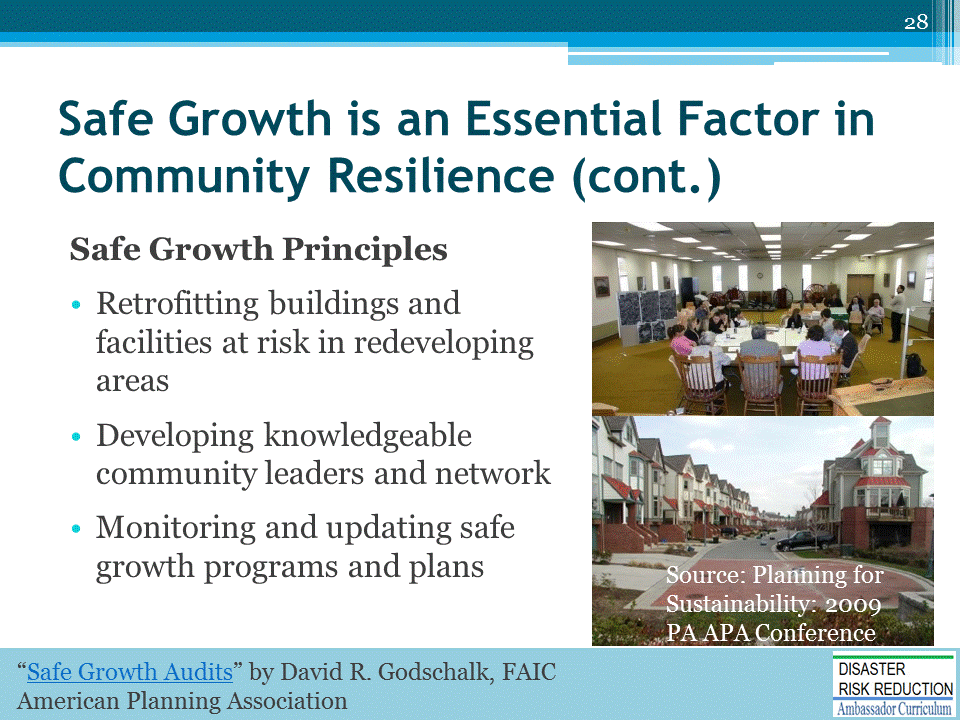 28
Safe Growth is an Essential Factor in
Community Resilience (cont.)
Safe Growth Principles
• Retrofitting buildings and
facilities at risk in redeveloping
areas
• Developing knowledgeable
community leaders and network
• Monitoring and updating safe
growth programs and plans
Source: Planning for
Sustainability: 2009
PA APA Conference
“Safe Growth Audits” by David R. Godschalk, FAIC
American Planning Association
DISASTER
RISK REDUCTION
Ambassador Curriculum